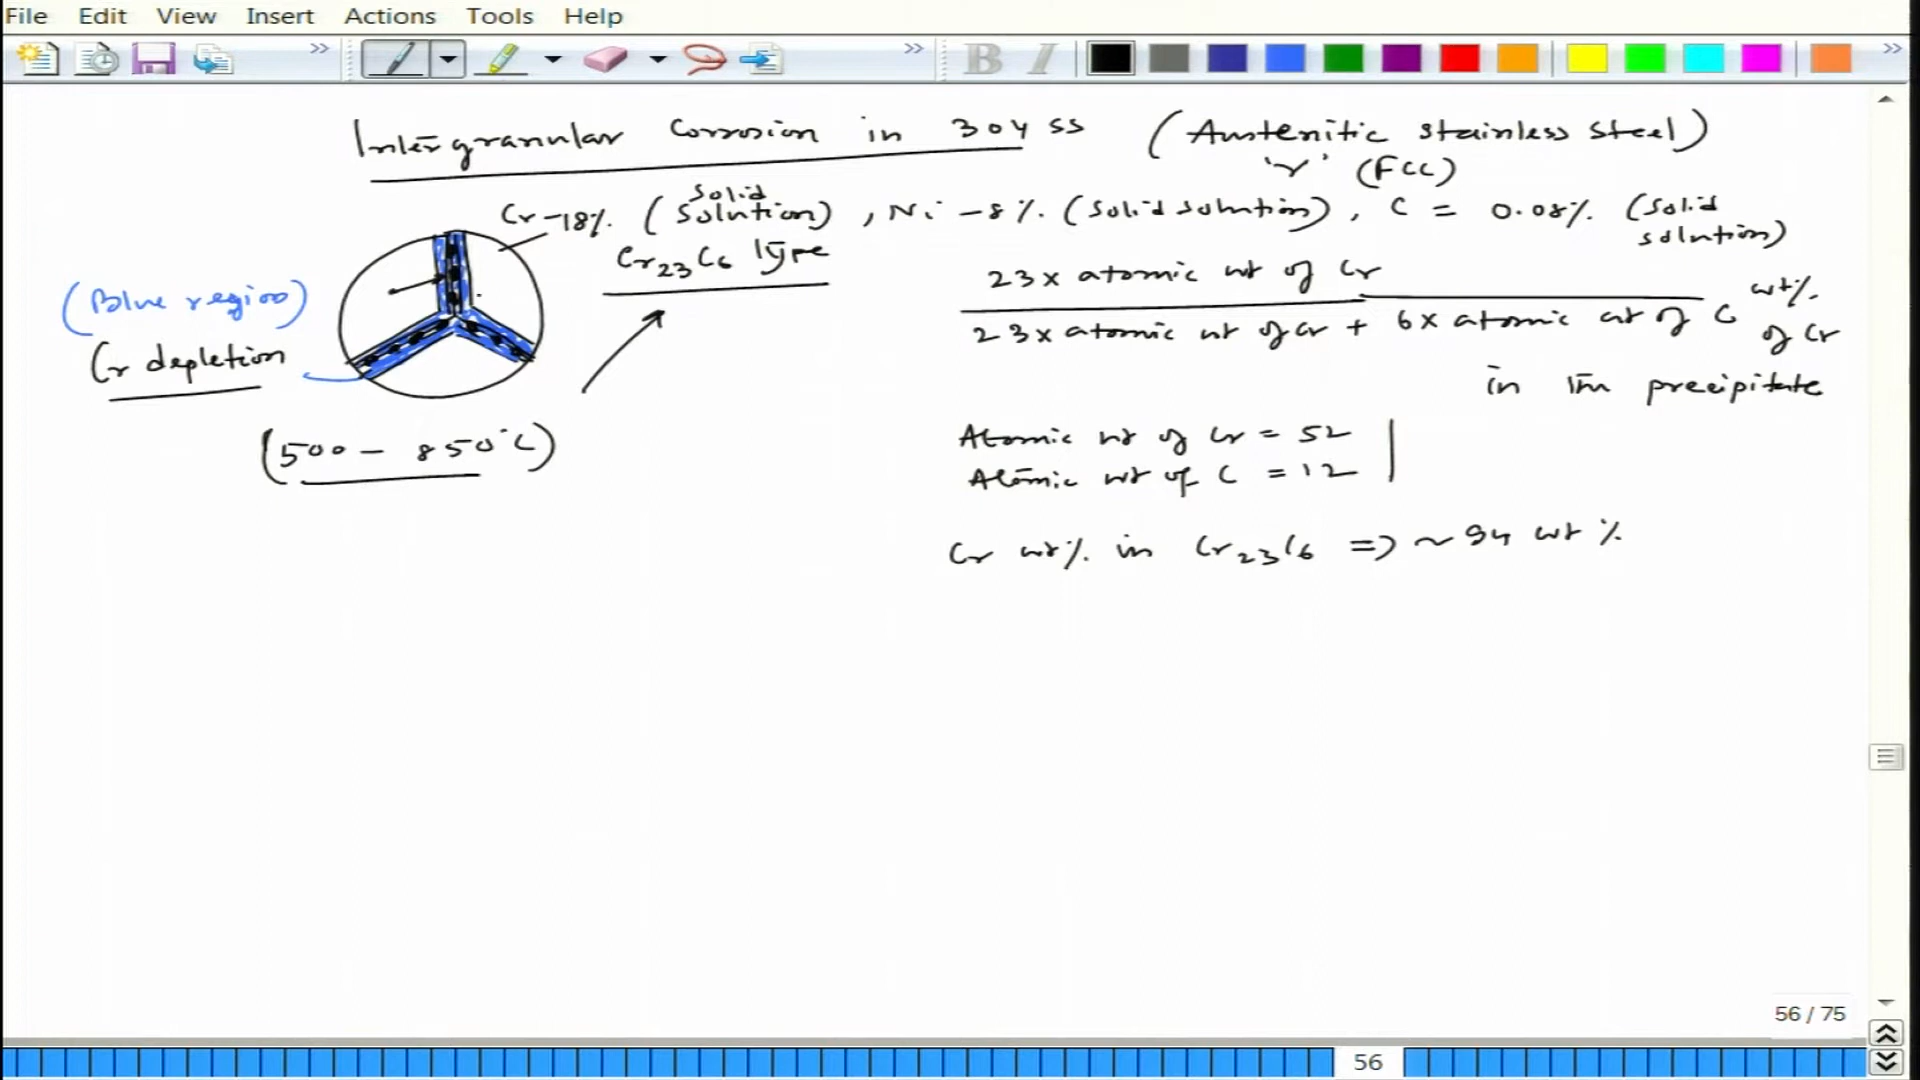 File Edit View Insert Actions Tools Help
B I
Intergranular Corrosion in 304 SS (Austenitic stainless steel)
'γ' (FCC)
Cr-18%. (Solid solution), Ni -8%. (Solid solution), C = 0.08%. (Solid solution)
Cr23C6 type
(Blue region)
Cr depletion
(500 - 850°C)
23x atomic wt of Cr
23x atomic wt of Cr + 6x atomic wt of C
wt%. of Cr
in the precipitate
Atomic wt of Cr = 52
Atomic wt of C = 12
Cr wt%. in Cr23C6 => ~94 wt %
56 / 75
56